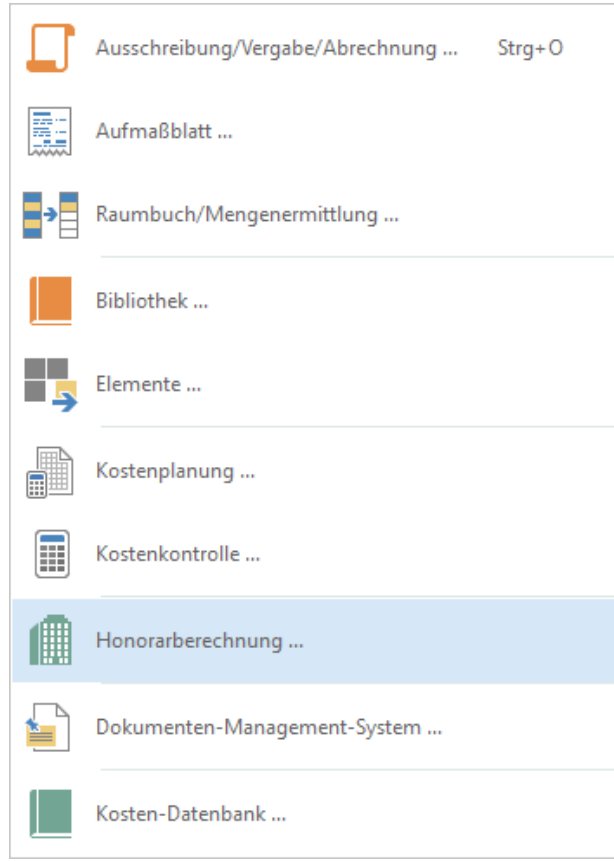 Ausschreibung/Vergabe/Abrechnung ... Strg+O
Aufmaßblatt ...
Raumbuch/Mengenermittlung ...
Bibliothek ...
Elemente ...
Kostenplanung ...
Kostenkontrolle ...
Honorarberechnung ...
Dokumenten-Management-System ...
Kosten-Datenbank ...